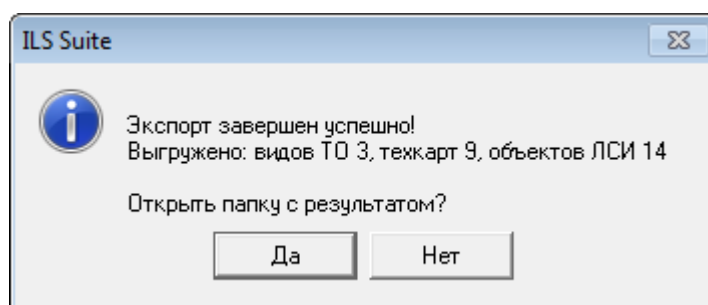 ILS Suite
Экспорт завершен успешно!
Выгружено: видов ТО 3, техкарт 9, объектов ЛСИ 14
Открыть папку с результатом?
Да
Нет